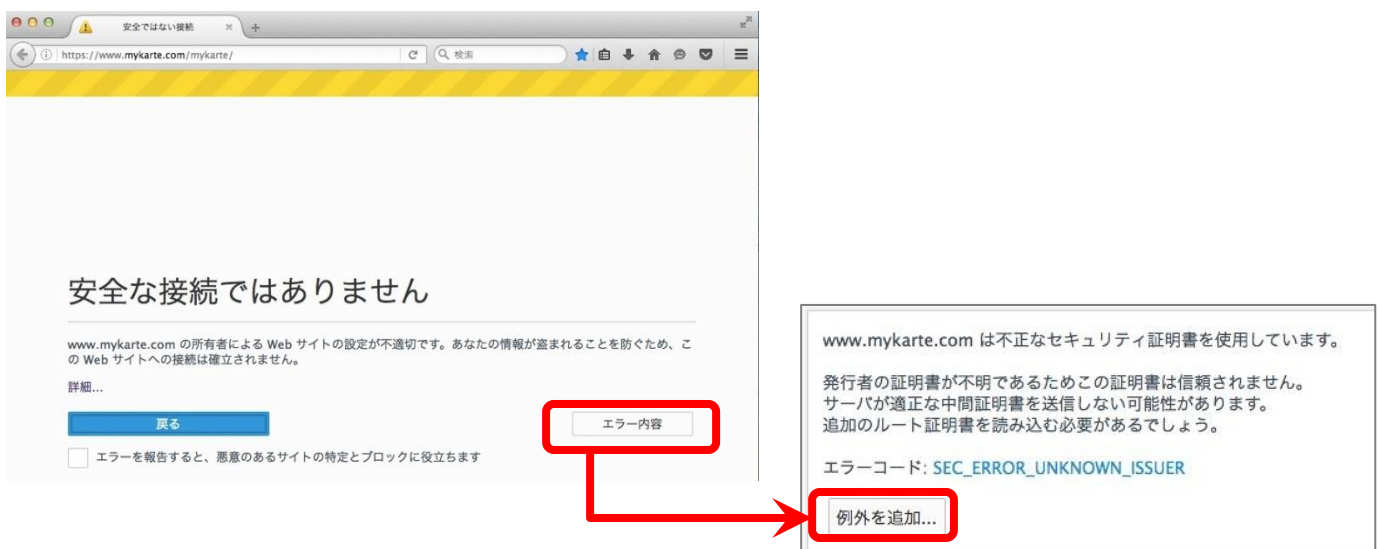 安全ではない接続
https://www.mykarte.com/mykarte/
検索
安全な接続ではありません
www.mykarte.com の所有者による Web サイトの設定が不適切です。あなたの情報が盗まれることを防ぐため、こ
の Web サイトへの接続は確立されません。
詳細...
戻る
エラー内容
エラーを報告すると、悪意のあるサイトの特定とブロックに役立ちます
www.mykarte.com は不正なセキュリティ証明書を使用しています。
発行者の証明書が不明であるためこの証明書は信頼されません。
サーバが適正な中間証明書を送信しない可能性があります。
追加のルート証明書を読み込む必要があるでしょう。
エラーコード: SEC_ERROR_UNKNOWN_ISSUER
例外を追加...